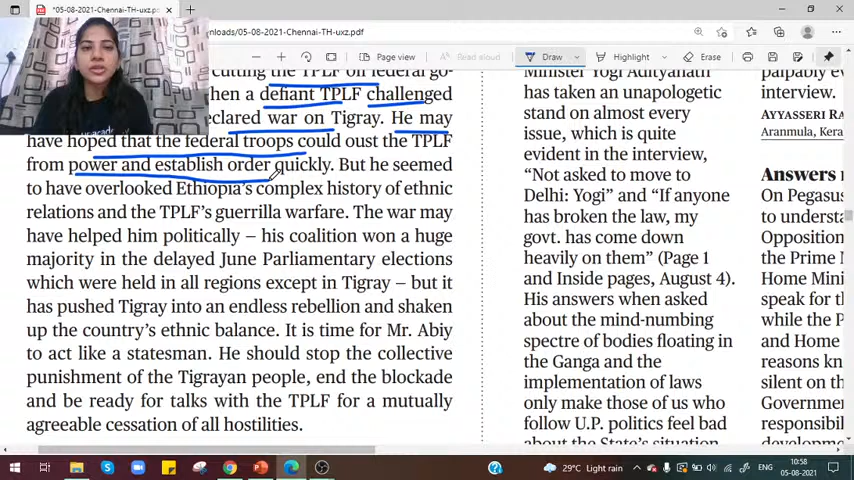 *05-08-2021-Chennai-TH-uxz.pdf
nloads/05-08-2021-Chennai-TH-uxz.pdf
Page view
Read aloud
Draw
Highlight
Erase
cutting the TPLF off federal go-
hen a defiant TPLF challenged
eclared war on Tigray. He may
have hoped that the federal troops could oust the TPLF
from power and establish order quickly. But he seemed
to have overlooked Ethiopia's complex history of ethnic
relations and the TPLF's guerrilla warfare. The war may
have helped him politically – his coalition won a huge
majority in the delayed June Parliamentary elections
which were held in all regions except in Tigray – but it
has pushed Tigray into an endless rebellion and shaken
up the country's ethnic balance. It is time for Mr. Abiy
to act like a statesman. He should stop the collective
punishment of the Tigrayan people, end the blockade
and be ready for talks with the TPLF for a mutually
agreeable cessation of all hostilities.
Minister Yogi Adityanath
has taken an unapologetic
stand on almost every
issue, which is quite
evident in the interview,
"Not asked to move to
Delhi: Yogi" and "If anyone
has broken the law, my
govt. has come down
heavily on them" (Page 1
and Inside pages, August 4).
His answers when asked
about the mind-numbing
spectre of bodies floating in
the Ganga and the
implementation of laws
only make those of us who
follow U.P. politics feel bad
about the State's situation.
palpably ev
interview.
AYYASSERI RA
Aranmula, Kera
Answers
On Pegasus
to understa
Opposition
the Prime M
Home Mini
speak for th
while the P
and Home
reasons kn
silent on th
Governmen
responsibil
developme
29°C Light rain
ENG
10:58
05-08-2021